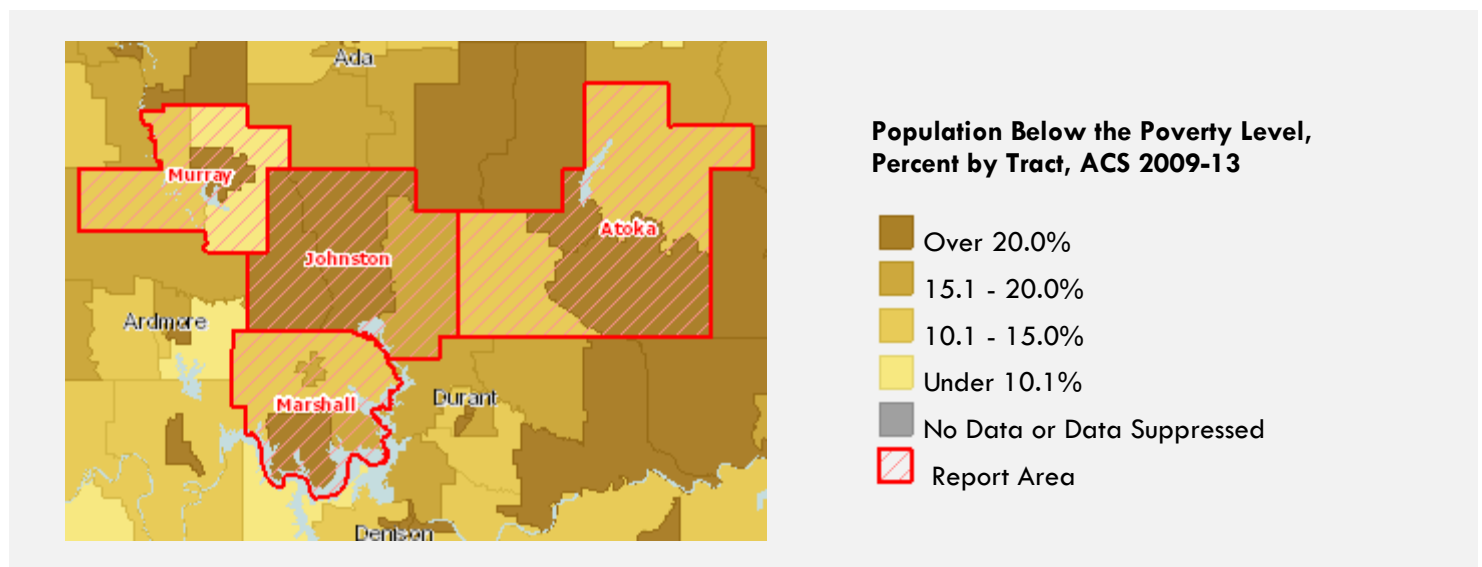 Ada
Murray
Atoka
Johnston
Ardmore
Marshall
Durant
Denison
Population Below the Poverty Level,
Percent by Tract, ACS 2009-13
Over 20.0%
15.1 - 20.0%
10.1 - 15.0%
Under 10.1%
No Data or Data Suppressed
Report Area